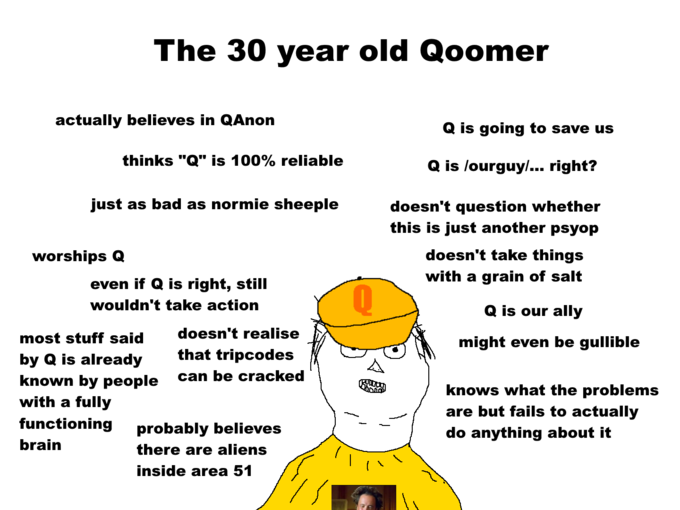 The 30 year old Qoomer
actually believes in QAnon
Q is going to save us
thinks "Q" is 100% reliable
Q is /ourguy/... right?
just as bad as normie sheeple
doesn't question whether
this is just another psyop
worships Q
doesn't take things
with a grain of salt
even if Q is right, still
wouldn't take action
Q is our ally
most stuff said
by Q is already
known by people
with a fully
functioning
brain
doesn't realise
that tripcodes
can be cracked
might even be gullible
knows what the problems
are but fails to actually
do anything about it
probably believes
there are aliens
inside area 51
Q